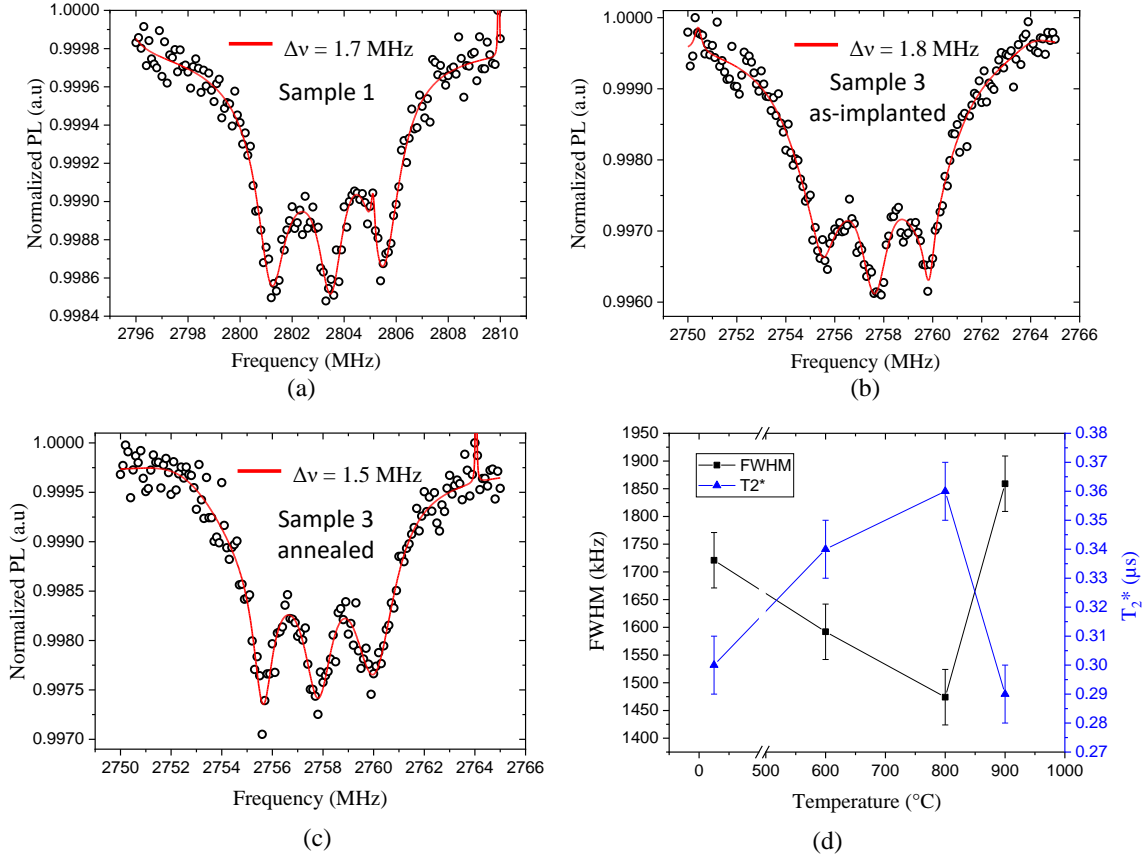 1.0000
0.9998
0.9996
0.9994
0.9992
0.9990
0.9988
0.9986
0.9984
Normalized PL (a.u)
Δν = 1.7 MHz
Sample 1
2796 2798 2800 2802 2804 2806 2808 2810
Frequency (MHz)
(a)
1.0000
0.9990
0.9980
0.9970
0.9960
Normalized PL (a.u)
Δν = 1.8 MHz
Sample 3
as-implanted
2750 2752 2754 2756 2758 2760 2762 2764 2766
Frequency (MHz)
(b)
1.0000
0.9995
0.9990
0.9985
0.9980
0.9975
0.9970
Normalized PL (a.u)
Δν = 1.5 MHz
Sample 3
annealed
2750 2752 2754 2756 2758 2760 2762 2764 2766
Frequency (MHz)
(c)
1950
1900
1850
1800
1750
1700
1650
1600
1550
1500
1450
1400
FWHM (kHz)
FWHM
T2*
0.38
0.37
0.36
0.35
0.34
0.33
0.32
0.31
0.30
0.29
0.28
0.27
T₂* (μs)
0 500 600 700 800 900 1000
Temperature (°C)
(d)